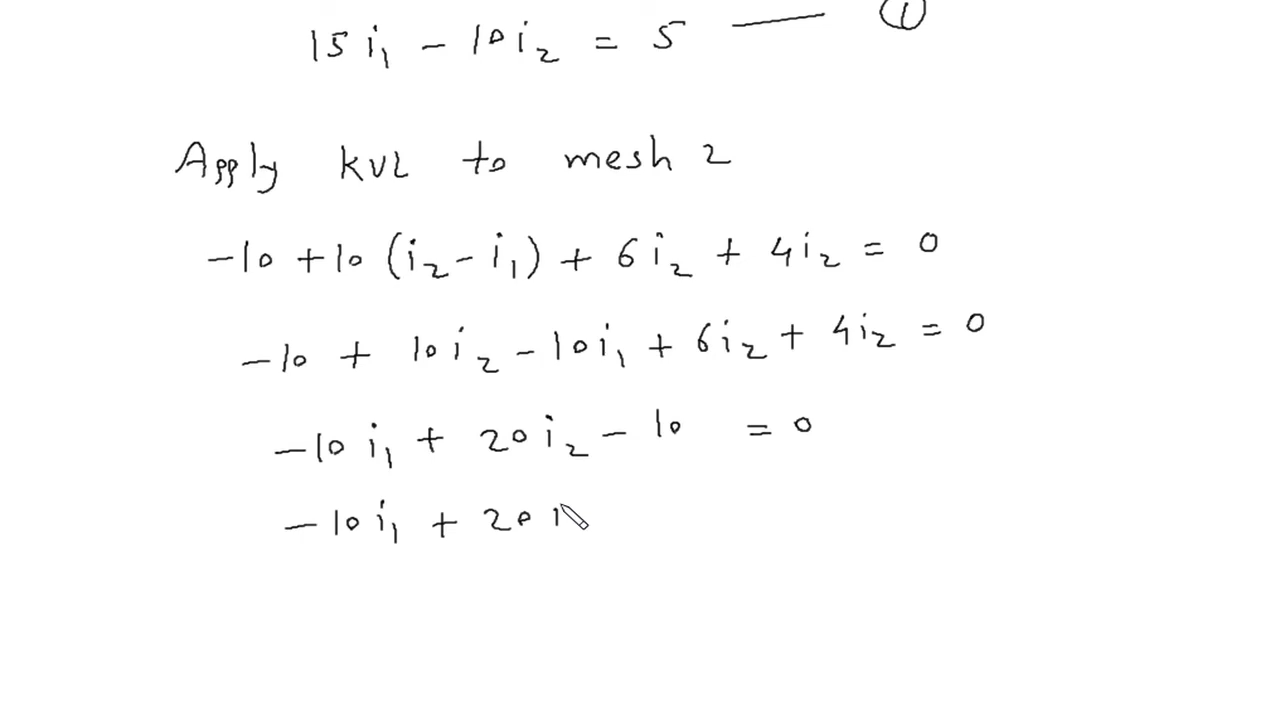 15 i₁ - 10 i₂ = 5 —— ①
Apply KVL to mesh 2
-10 + 10 (i₂ - i₁) + 6 i₂ + 4 i₂ = 0
-10 + 10 i₂ - 10 i₁ + 6 i₂ + 4 i₂ = 0
-10 i₁ + 20 i₂ - 10 = 0
-10 i₁ + 20 i